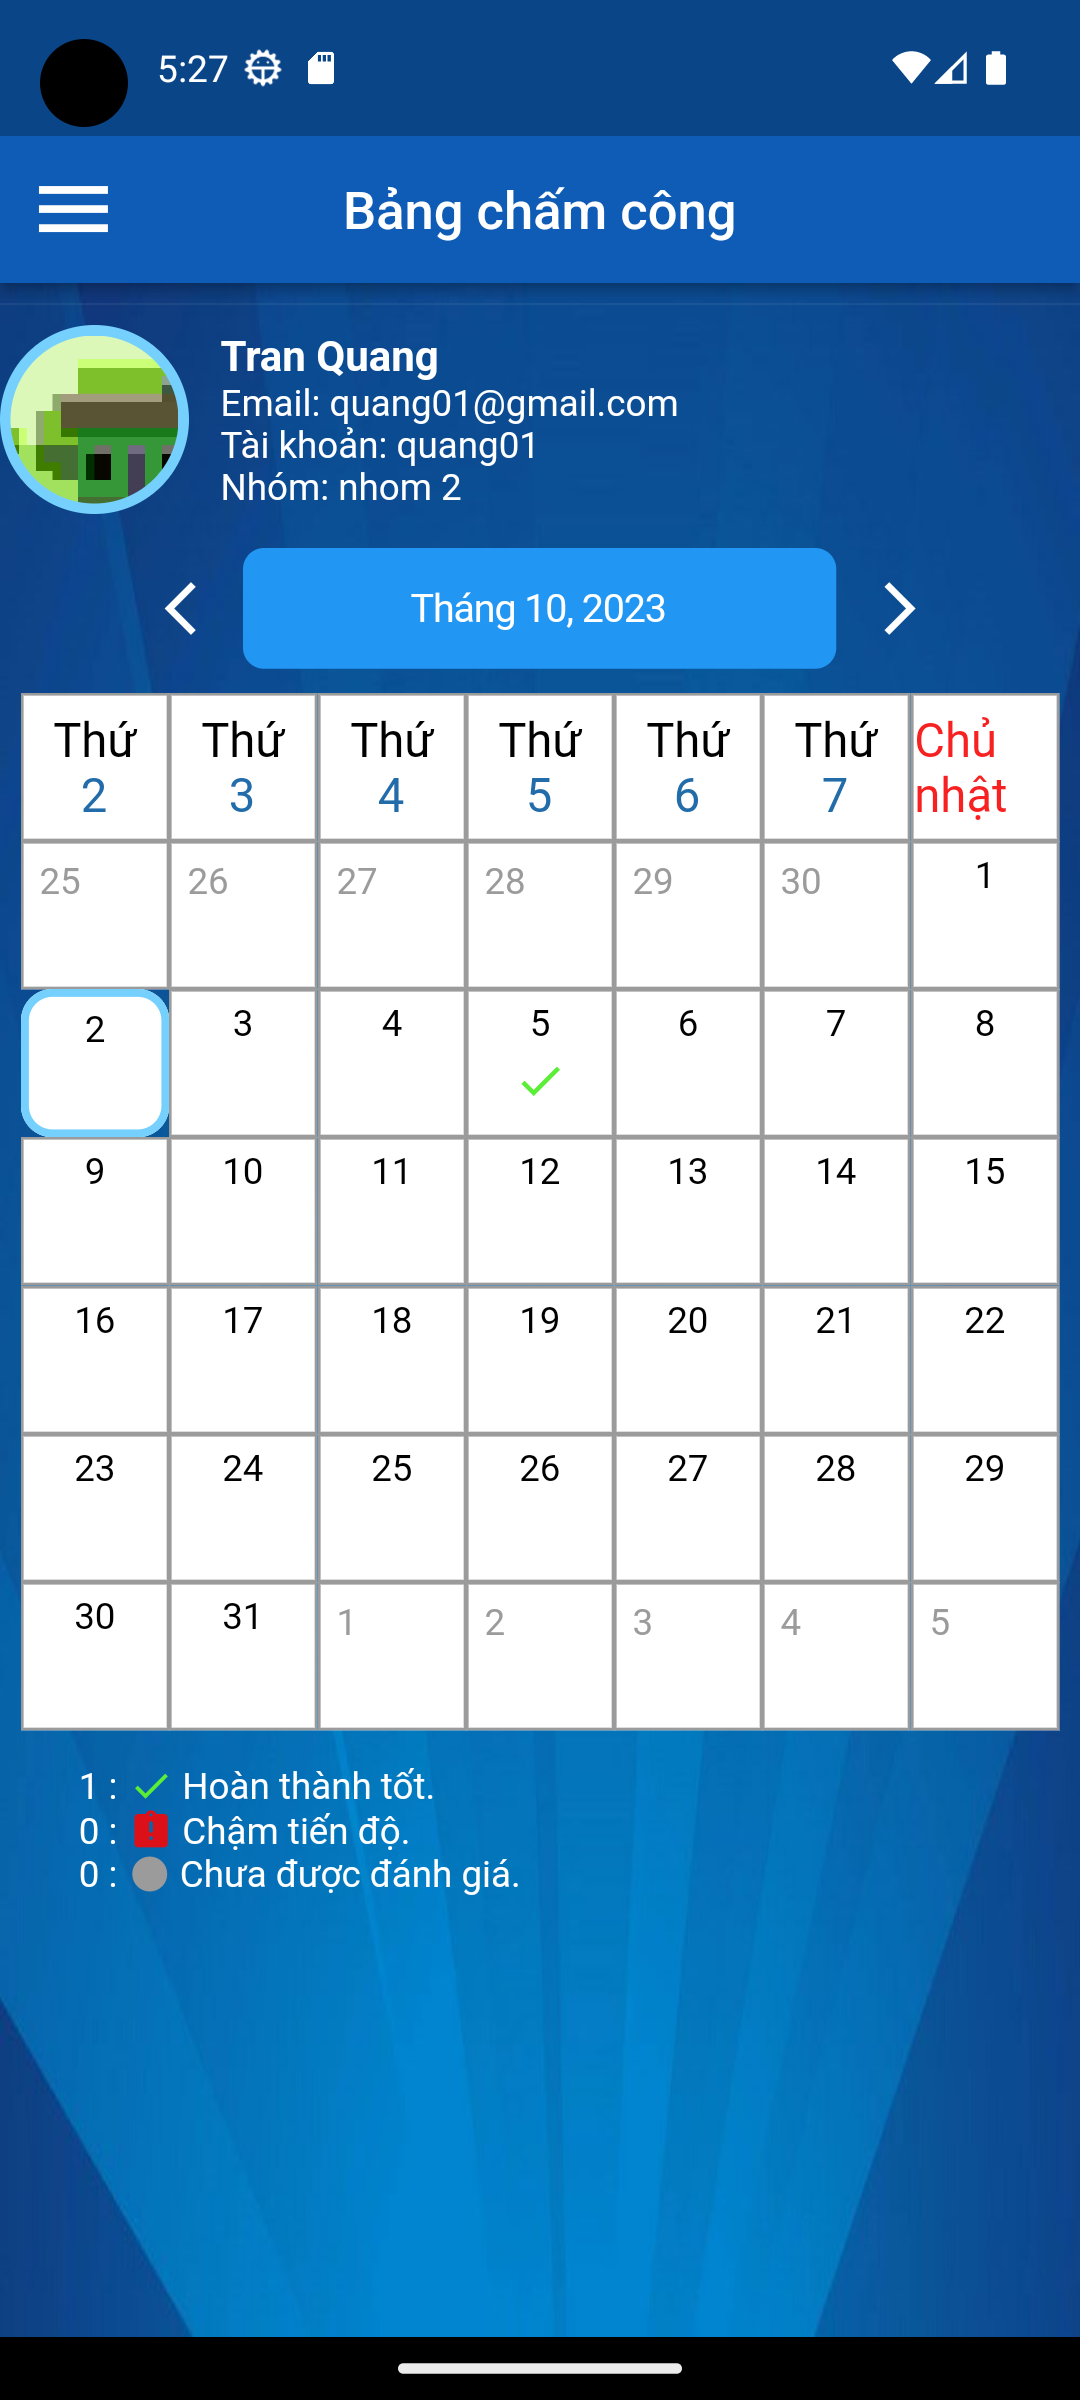 5:27
Bảng chấm công
Tran Quang
Email: quang01@gmail.com
Tài khoản: quang01
Nhóm: nhom 2
Tháng 10, 2023
Thứ 2 Thứ 3 Thứ 4 Thứ 5 Thứ 6 Thứ 7 Chủ nhật
25 26 27 28 29 30 1
2 3 4 5 6 7 8
9 10 11 12 13 14 15
16 17 18 19 20 21 22
23 24 25 26 27 28 29
30 31 1 2 3 4 5
1 : Hoàn thành tốt.
0 : Chậm tiến độ.
0 : Chưa được đánh giá.